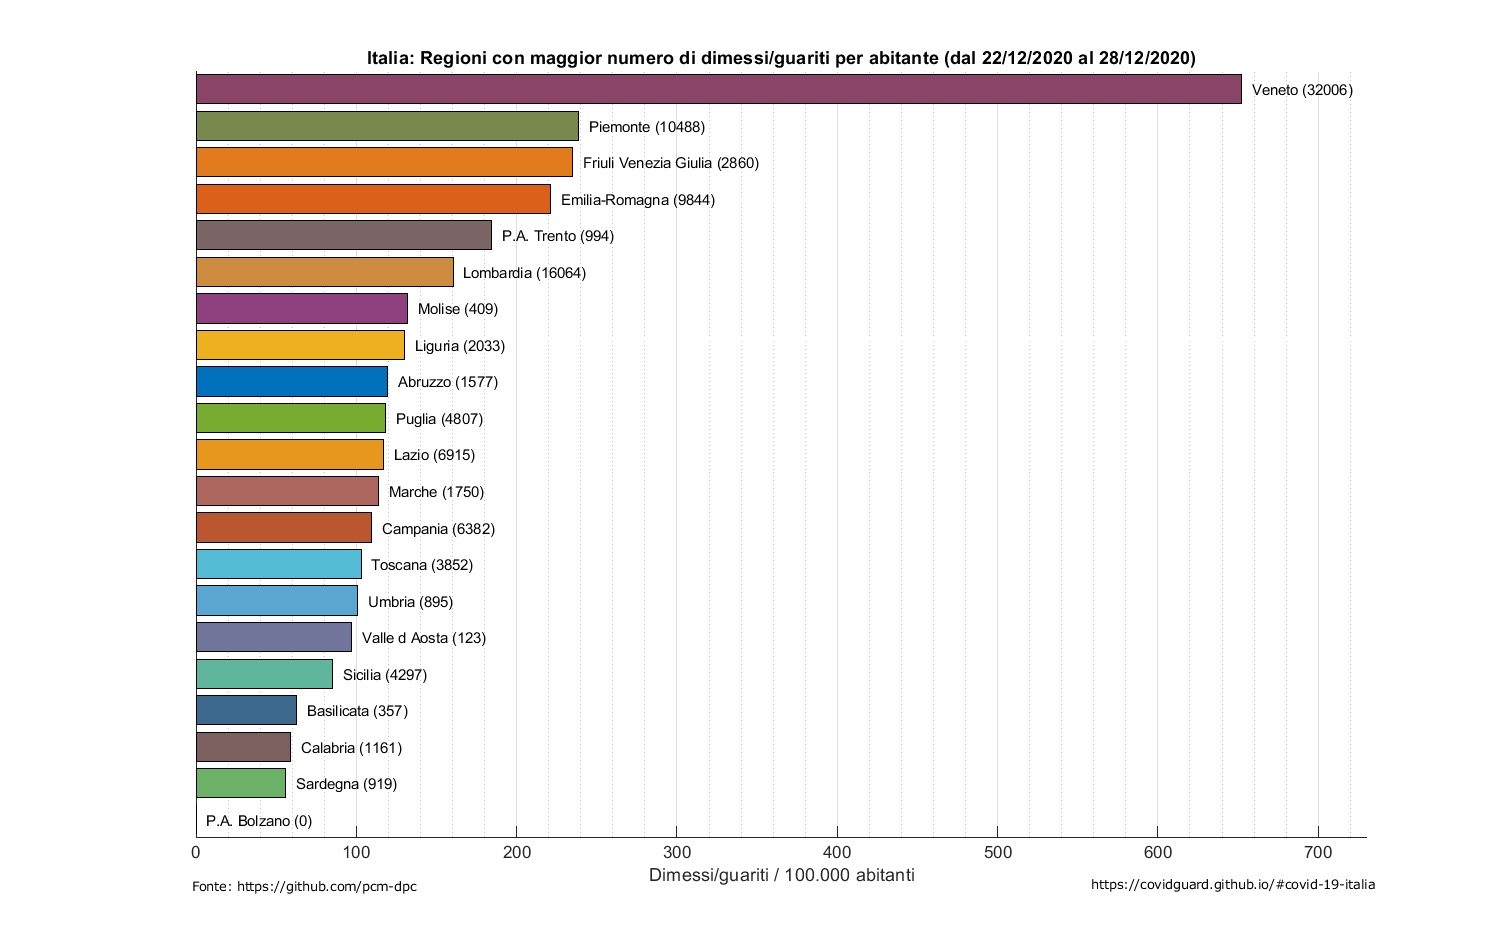 Italia: Regioni con maggior numero di dimessi/guariti per abitante (dal 22/12/2020 al 28/12/2020)
Veneto (32006)
Piemonte (10488)
Friuli Venezia Giulia (2860)
Emilia-Romagna (9844)
P.A. Trento (994)
Lombardia (16064)
Molise (409)
Liguria (2033)
Abruzzo (1577)
Puglia (4807)
Lazio (6915)
Marche (1750)
Campania (6382)
Toscana (3852)
Umbria (895)
Valle d Aosta (123)
Sicilia (4297)
Basilicata (357)
Calabria (1161)
Sardegna (919)
P.A. Bolzano (0)
0 100 200 300 400 500 600 700
Dimessi/guariti / 100.000 abitanti
Fonte: https://github.com/pcm-dpc
https://covidguard.github.io/#covid-19-italia